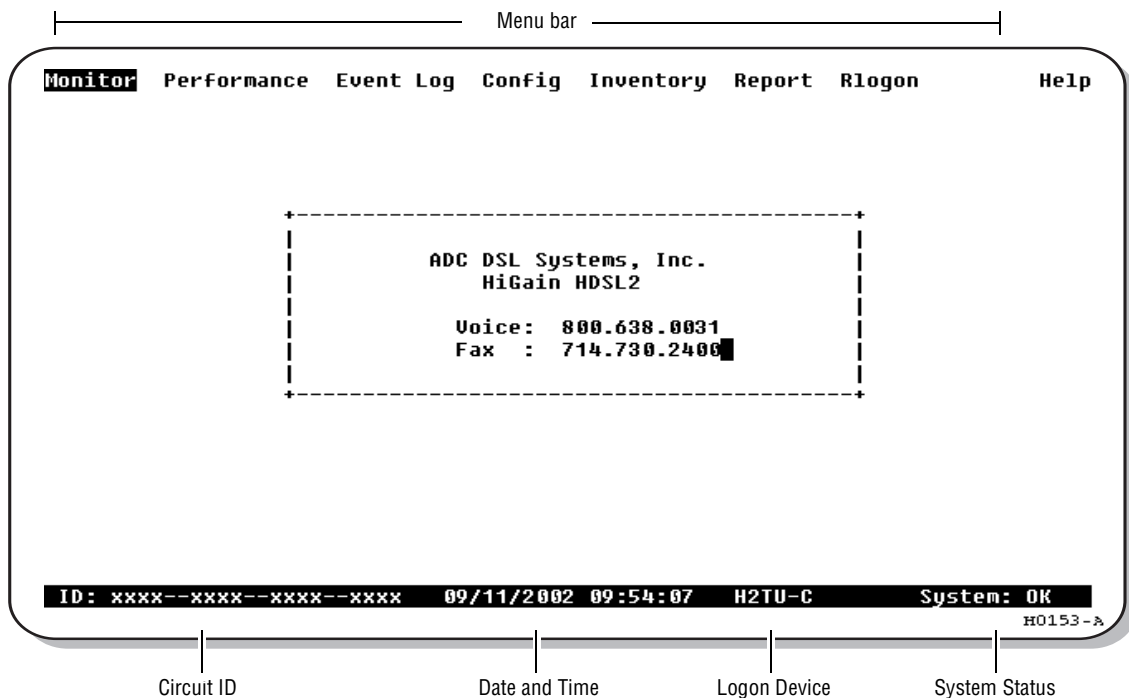 Menu bar
Monitor Performance Event Log Config Inventory Report Rlogon Help
ADC DSL Systems, Inc.
HiGain HDSL2
Voice: 800.638.0031
Fax : 714.730.2400
ID: xxxx--xxxx--xxxx--xxxx 09/11/2002 09:54:07 H2TU-C System: OK
H0153-A
Circuit ID Date and Time Logon Device System Status